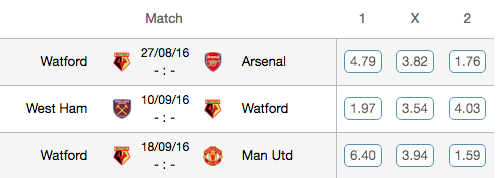 Match 1 X 2
Watford 27/08/16 Arsenal 4.79 3.82 1.76
- : -
West Ham 10/09/16 Watford 1.97 3.54 4.03
- : -
Watford 18/09/16 Man Utd 6.40 3.94 1.59
- : -